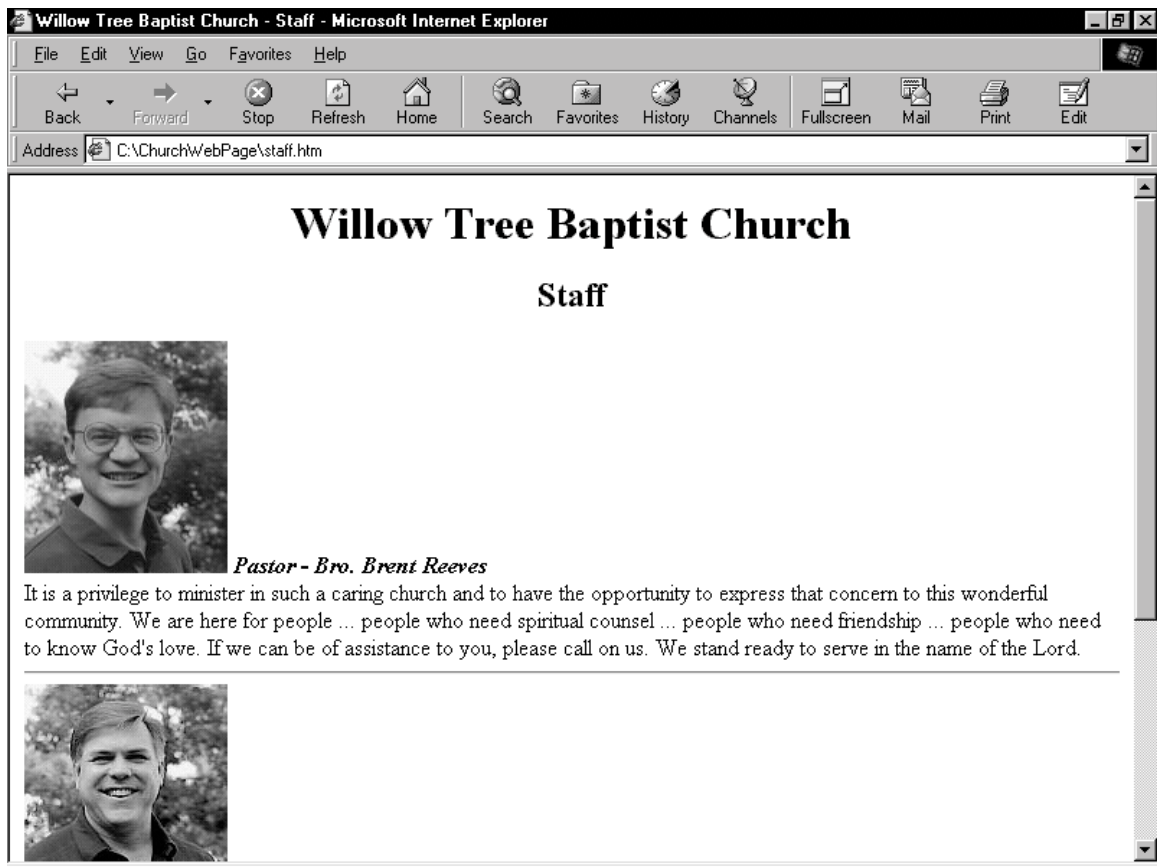 Willow Tree Baptist Church - Staff - Microsoft Internet Explorer
File Edit View Go Favorites Help
Back Forward Stop Refresh Home Search Favorites History Channels Fullscreen Mail Print Edit
Address C:\ChurchWebPage\staff.htm
Willow Tree Baptist Church
Staff
Pastor - Bro. Brent Reeves
It is a privilege to minister in such a caring church and to have the opportunity to express that concern to this wonderful
community. We are here for people ... people who need spiritual counsel ... people who need friendship ... people who need
to know God's love. If we can be of assistance to you, please call on us. We stand ready to serve in the name of the Lord.